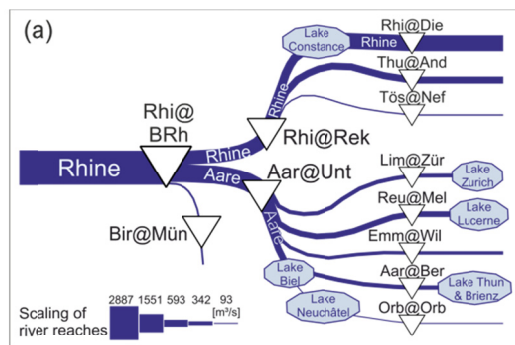 (a)
Rhi@Die
Lake
Constance
Rhine
Thu@And
Rhine
Tös@Nef
Rhi@
BRh
Rhine
Rhi@Rek
Rhine
Aare
Aar@Unt
Lim@Zür
Lake
Zurich
Reu@Mel
Lake
Lucerne
Aare
Bir@Mün
Emm@Wil
Lake
Biel
Aar@Ber
Lake Thun
& Brienz
Lake
Neuchâtel
Orb@Orb
2887 1551 593 342 93
[m³/s]
Scaling of
river reaches